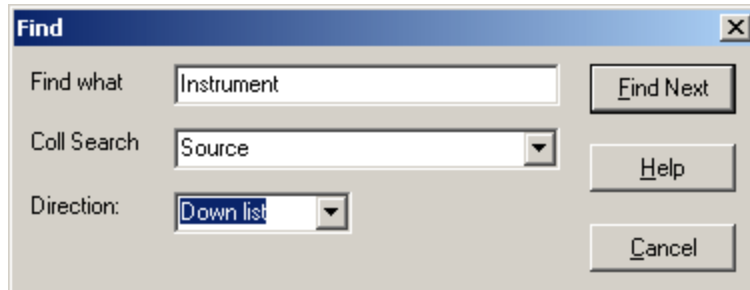 Find
Find what
Instrument
Find Next
Coll Search
Source
Help
Direction:
Down list
Cancel